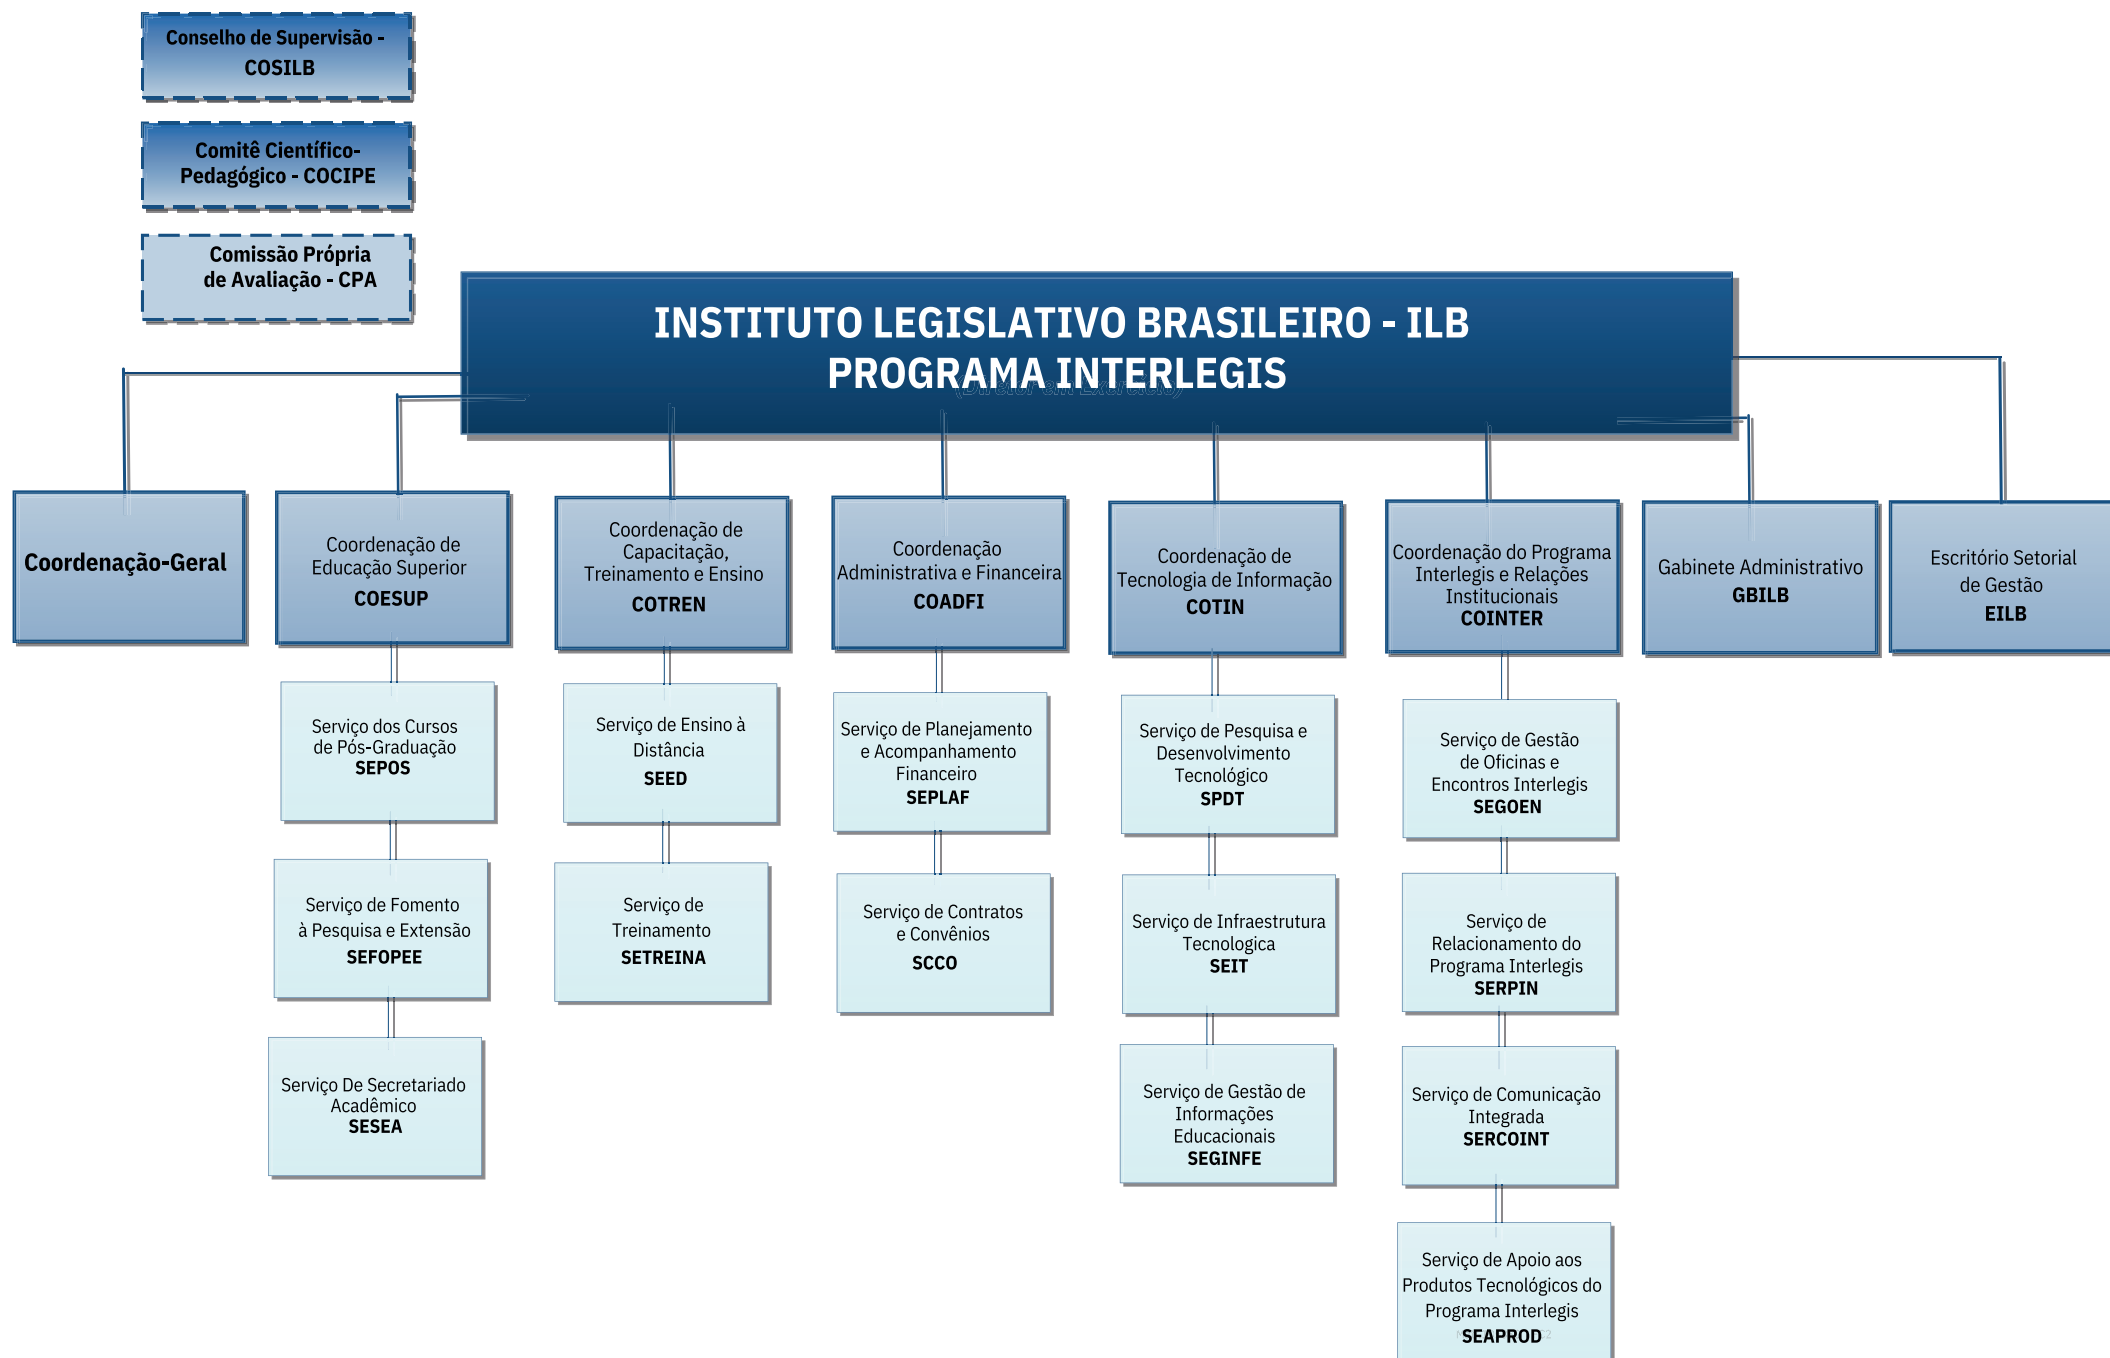 Conselho de Supervisão -
COSILB
Comitê Científico-
Pedagógico - COCIPE
Comissão Própria
de Avaliação - CPA
INSTITUTO LEGISLATIVO BRASILEIRO - ILB
PROGRAMA INTERLEGIS
(Diretor em Exercício)
Coordenação-Geral
Coordenação de
Educação Superior
COESUP
Coordenação de
Capacitação,
Treinamento e Ensino
COTREN
Coordenação
Administrativa e Financeira
COADFI
Coordenação de
Tecnologia de Informação
COTIN
Coordenação do Programa
Interlegis e Relações
Institucionais
COINTER
Gabinete Administrativo
GBILB
Escritório Setorial
de Gestão
EILB
Serviço dos Cursos
de Pós-Graduação
SEPOS
Serviço de Ensino à
Distância
SEED
Serviço de Planejamento
e Acompanhamento
Financeiro
SEPLAF
Serviço de Pesquisa e
Desenvolvimento
Tecnológico
SPDT
Serviço de Gestão
de Oficinas e
Encontros Interlegis
SEGOEN
Serviço de Fomento
à Pesquisa e Extensão
SEFOPEE
Serviço de
Treinamento
SETREINA
Serviço de Contratos
e Convênios
SCCO
Serviço de Infraestrutura
Tecnologica
SEIT
Serviço de
Relacionamento do
Programa Interlegis
SERPIN
Serviço De Secretariado
Acadêmico
SESEA
Serviço de Gestão de
Informações
Educacionais
SEGINFE
Serviço de Comunicação
Integrada
SERCOINT
Serviço de Apoio aos
Produtos Tecnológicos do
Programa Interlegis
SEAPROD